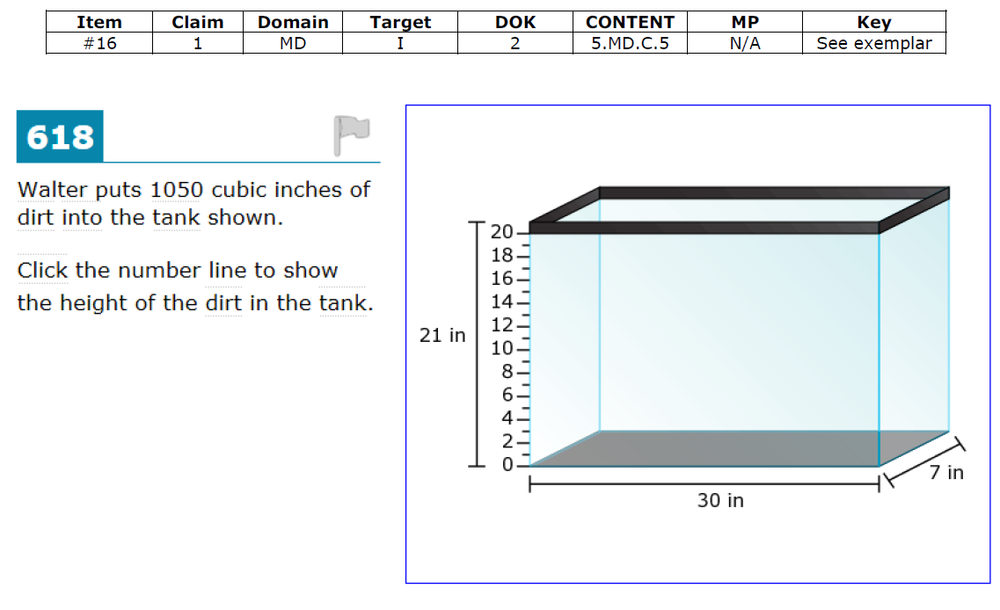 Item Claim Domain Target DOK CONTENT MP Key
#16 1 MD I 2 5.MD.C.5 N/A See exemplar
618
Walter puts 1050 cubic inches of
dirt into the tank shown.
Click the number line to show
the height of the dirt in the tank.
20
18
16
14
12
21 in
10
8
6
4
2
0
7 in
30 in